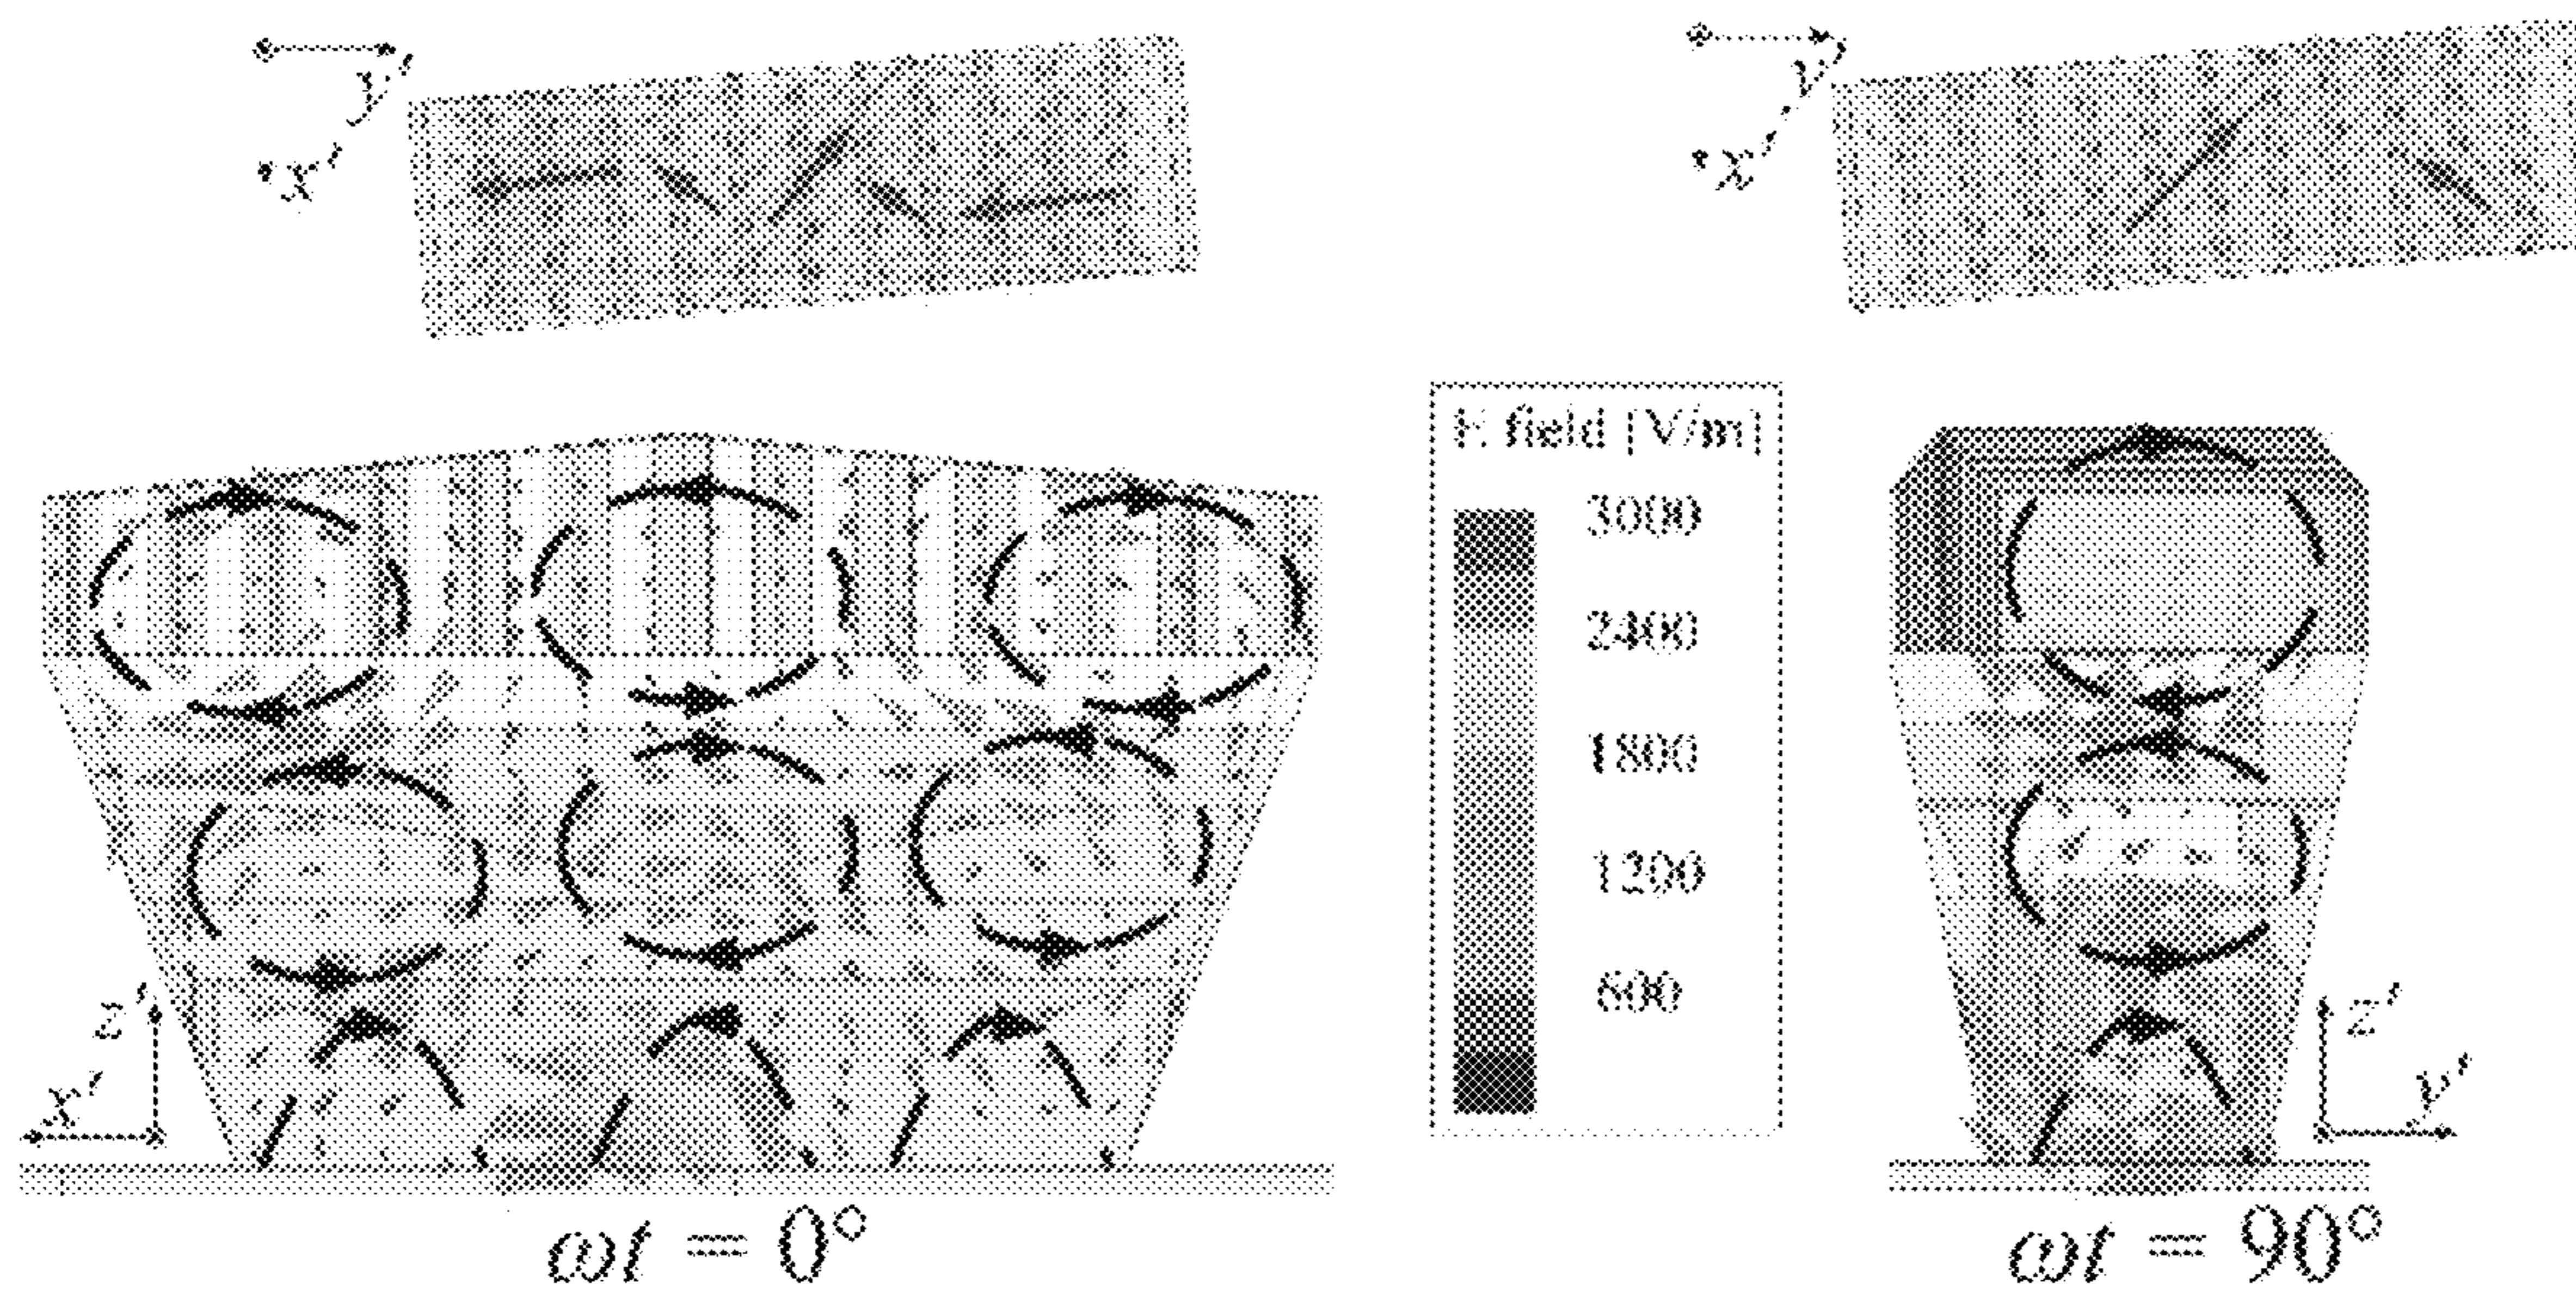 y'
x'
y'
x'
E field [V/m]
3000
2400
1800
1200
600
z'
x'
z'
y'
ωt = 0°
ωt = 90°